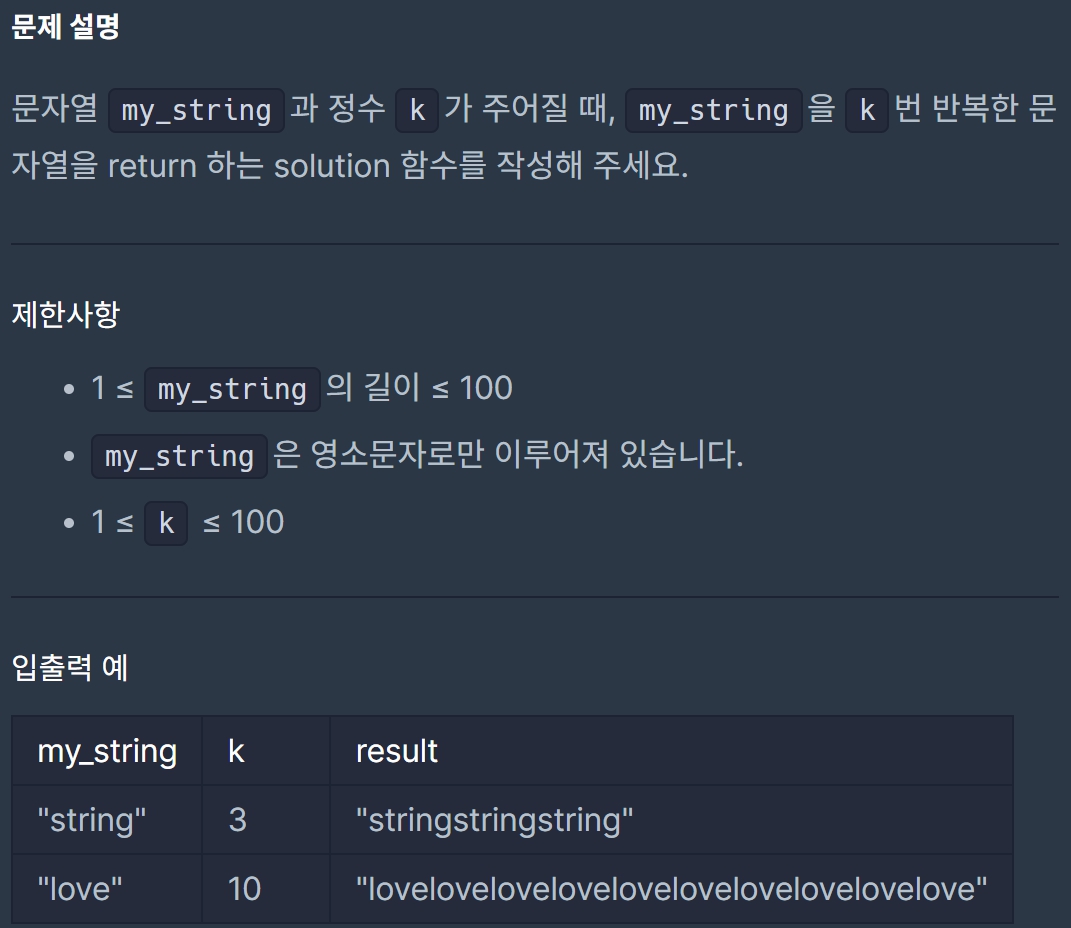 문제 설명
문자열 my_string 과 정수 k 가 주어질 때, my_string 을 k 번 반복한 문
자열을 return 하는 solution 함수를 작성해 주세요.
제한사항
• 1 ≤ my_string 의 길이 ≤ 100
• my_string 은 영소문자로만 이루어져 있습니다.
• 1 ≤ k ≤ 100
입출력 예
my_string k result
"string" 3 "stringstringstring"
"love" 10 "lovelovelovelovelovelovelovelovelovelove"